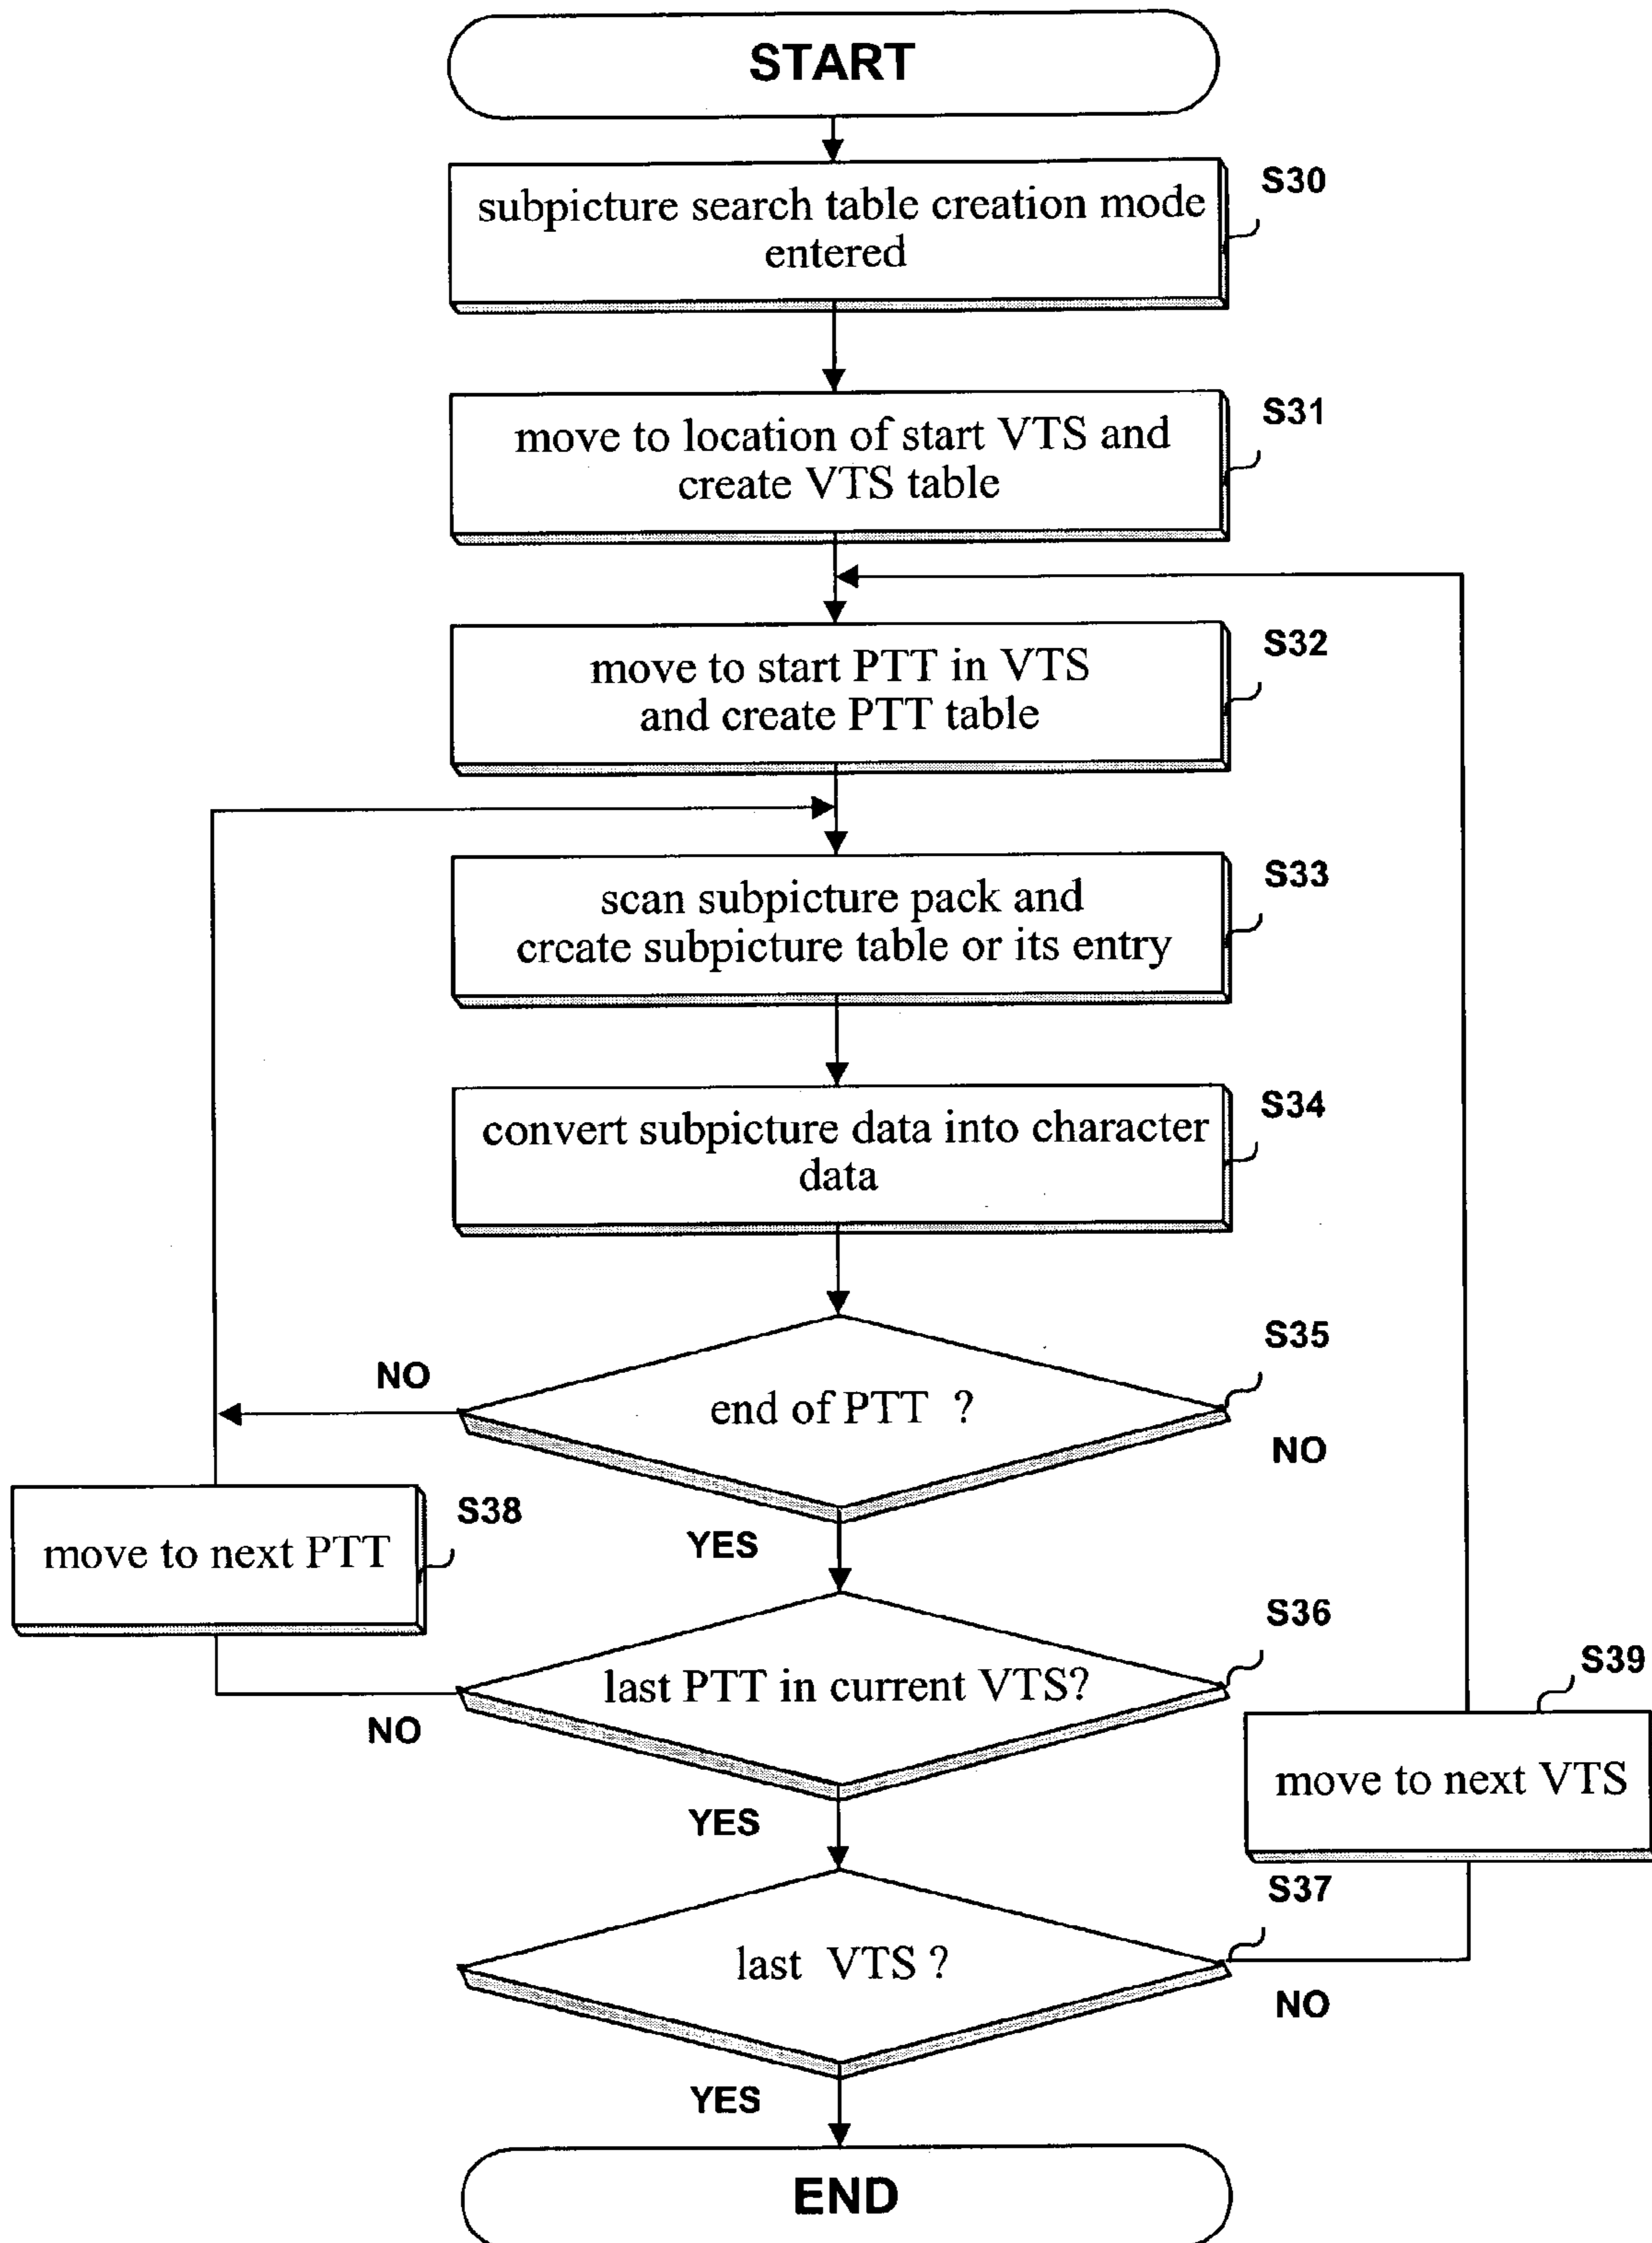 START
S30
subpicture search table creation mode
entered
S31
move to location of start VTS and
create VTS table
S32
move to start PTT in VTS
and create PTT table
S33
scan subpicture pack and
create subpicture table or its entry
S34
convert subpicture data into character
data
S35
NO
end of PTT ?
NO
S38
YES
move to next PTT
S36
last PTT in current VTS?
S39
NO
move to next VTS
YES
S37
last VTS ?
NO
YES
END